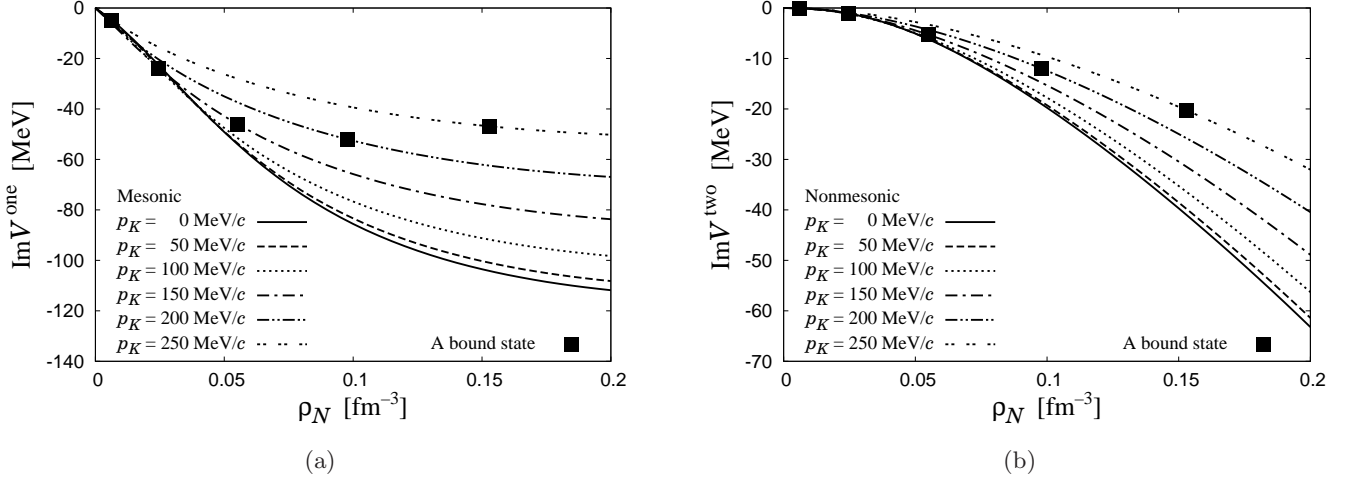 0
-20
-40
-60
-80
-100
-120
-140
ImV^one [MeV]
Mesonic
p_K = 0 MeV/c
p_K = 50 MeV/c
p_K = 100 MeV/c
p_K = 150 MeV/c
p_K = 200 MeV/c
p_K = 250 MeV/c
A bound state
0 0.05 0.1 0.15 0.2
ρ_N [fm⁻³]
(a)
0
-10
-20
-30
-40
-50
-60
-70
ImV^two [MeV]
Nonmesonic
p_K = 0 MeV/c
p_K = 50 MeV/c
p_K = 100 MeV/c
p_K = 150 MeV/c
p_K = 200 MeV/c
p_K = 250 MeV/c
A bound state
0 0.05 0.1 0.15 0.2
ρ_N [fm⁻³]
(b)